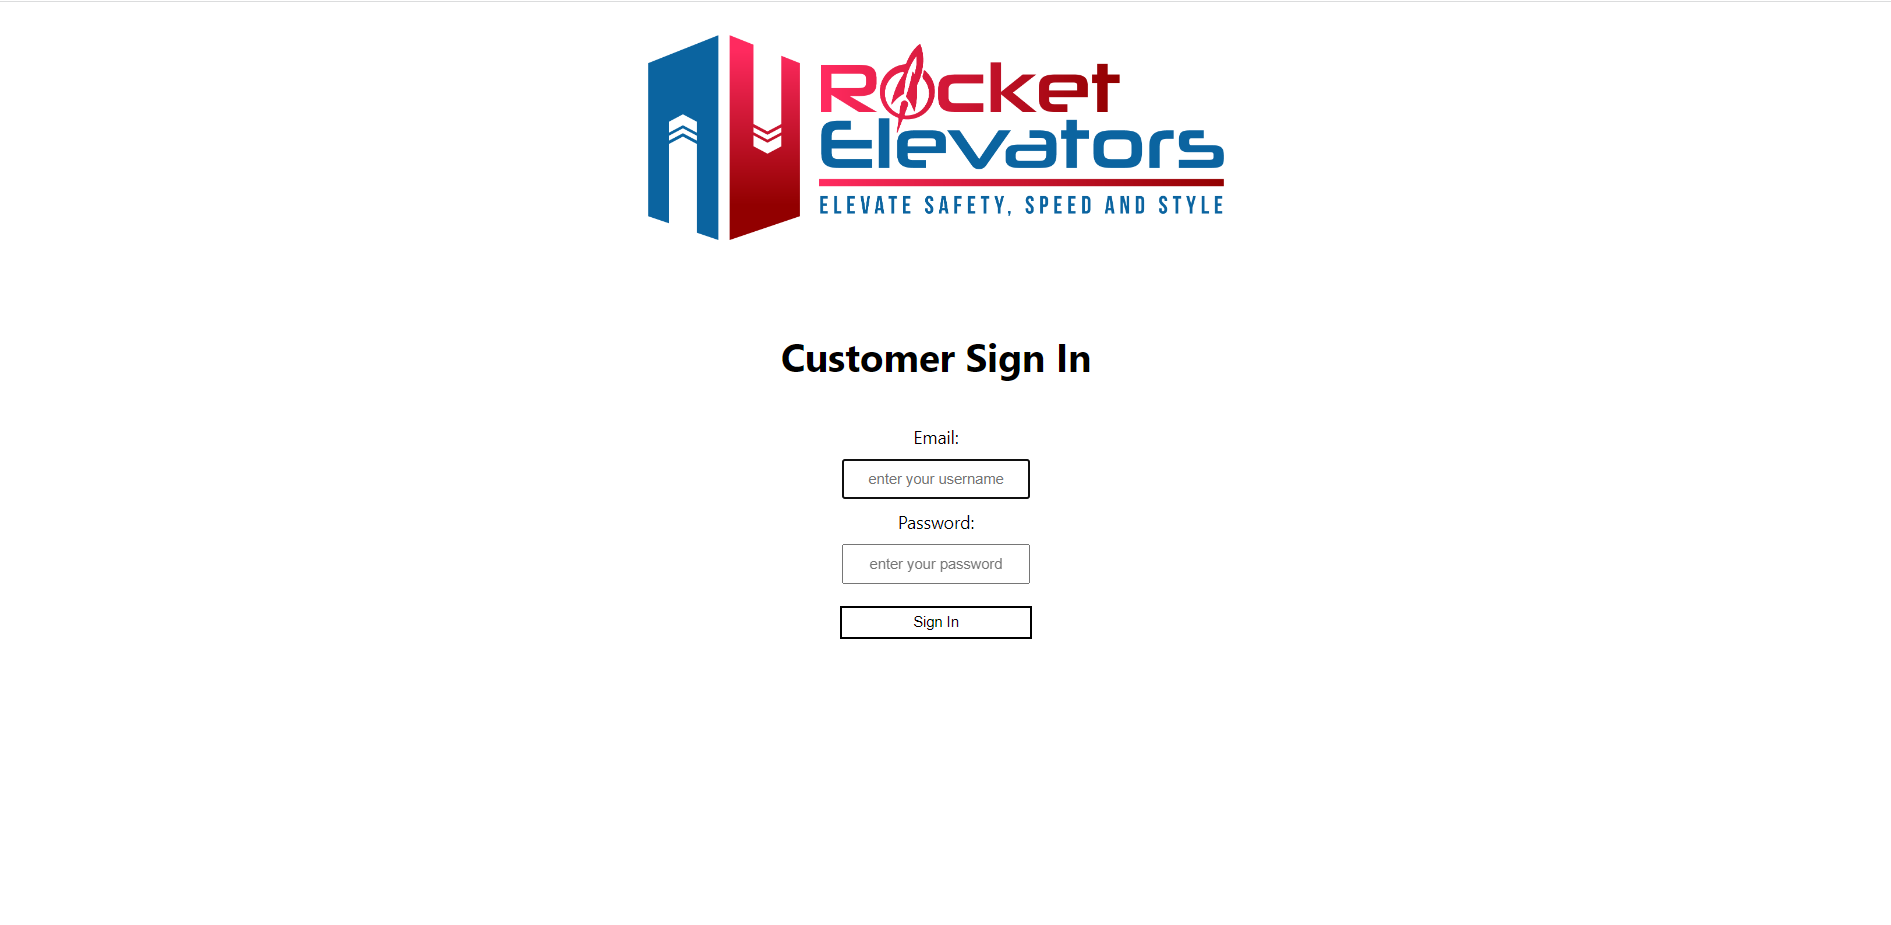 Rocket
Elevators
ELEVATE SAFETY, SPEED AND STYLE
Customer Sign In
Email:
enter your username
Password:
enter your password
Sign In